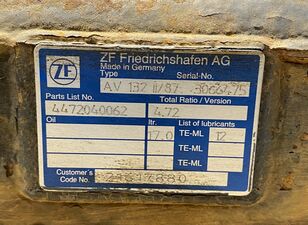 ZF
ZF Friedrichshafen AG
Made in Germany
Type Serial-No.
AV 132 II/87
Parts List No. Total Ratio / Version
4472040062 4.72
Oil Ltr. List of lubricants
17,0 TE-ML 12
TE-ML
TE-ML
Customer's
Code No.